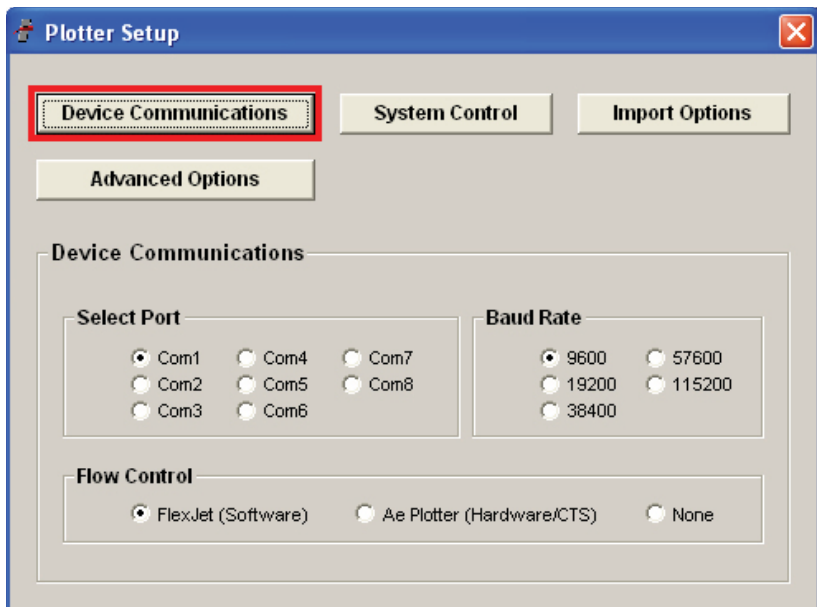 Plotter Setup
Device Communications System Control Import Options
Advanced Options
Device Communications
Select Port Baud Rate
Com1 Com4 Com7 9600 57600
Com2 Com5 Com8 19200 115200
Com3 Com6 38400
Flow Control
FlexJet (Software) Ae Plotter (Hardware/CTS) None